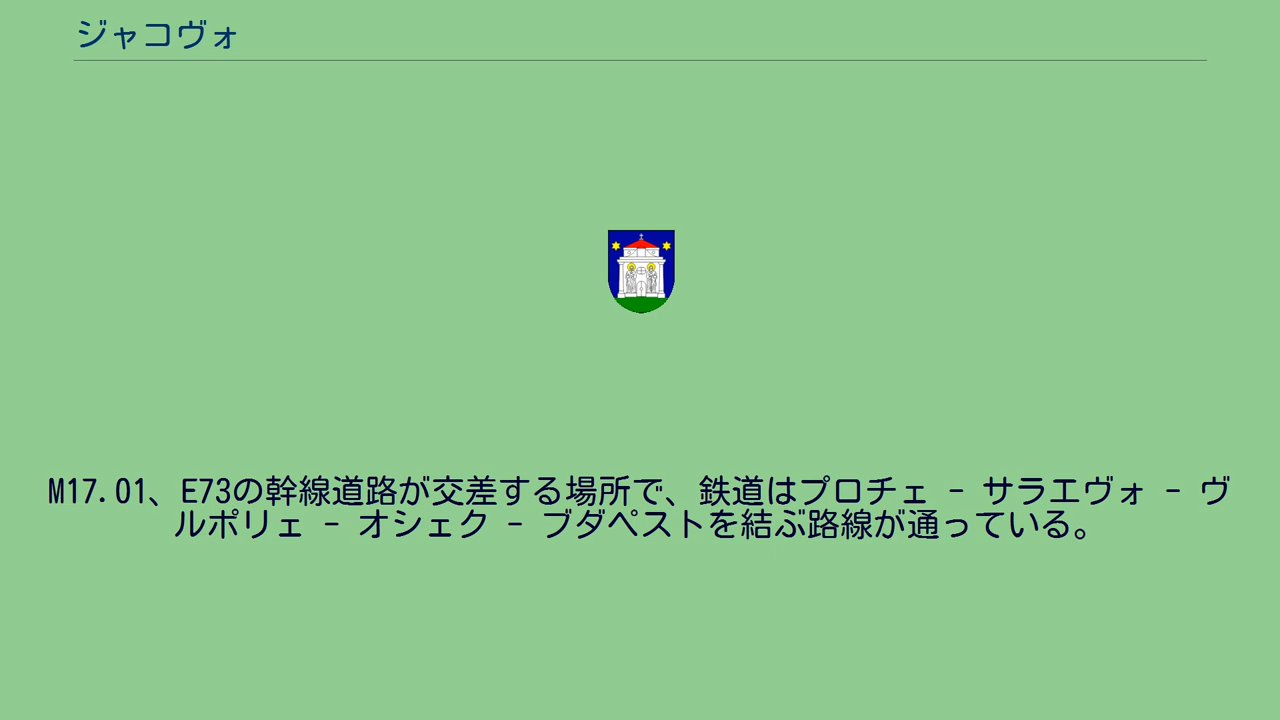 ジャコヴォ
M17.01、E73の幹線道路が交差する場所で、鉄道はプロチェ - サラエヴォ - ヴ
ルポリェ - オシェク - ブダペストを結ぶ路線が通っている。